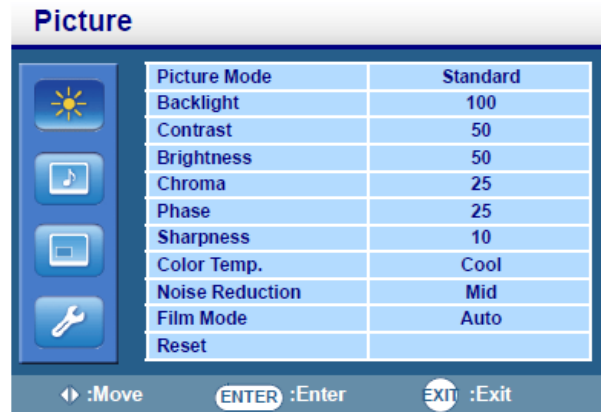 Picture
Picture Mode Standard
Backlight 100
Contrast 50
Brightness 50
Chroma 25
Phase 25
Sharpness 10
Color Temp. Cool
Noise Reduction Mid
Film Mode Auto
Reset
:Move ENTER :Enter EXIT :Exit